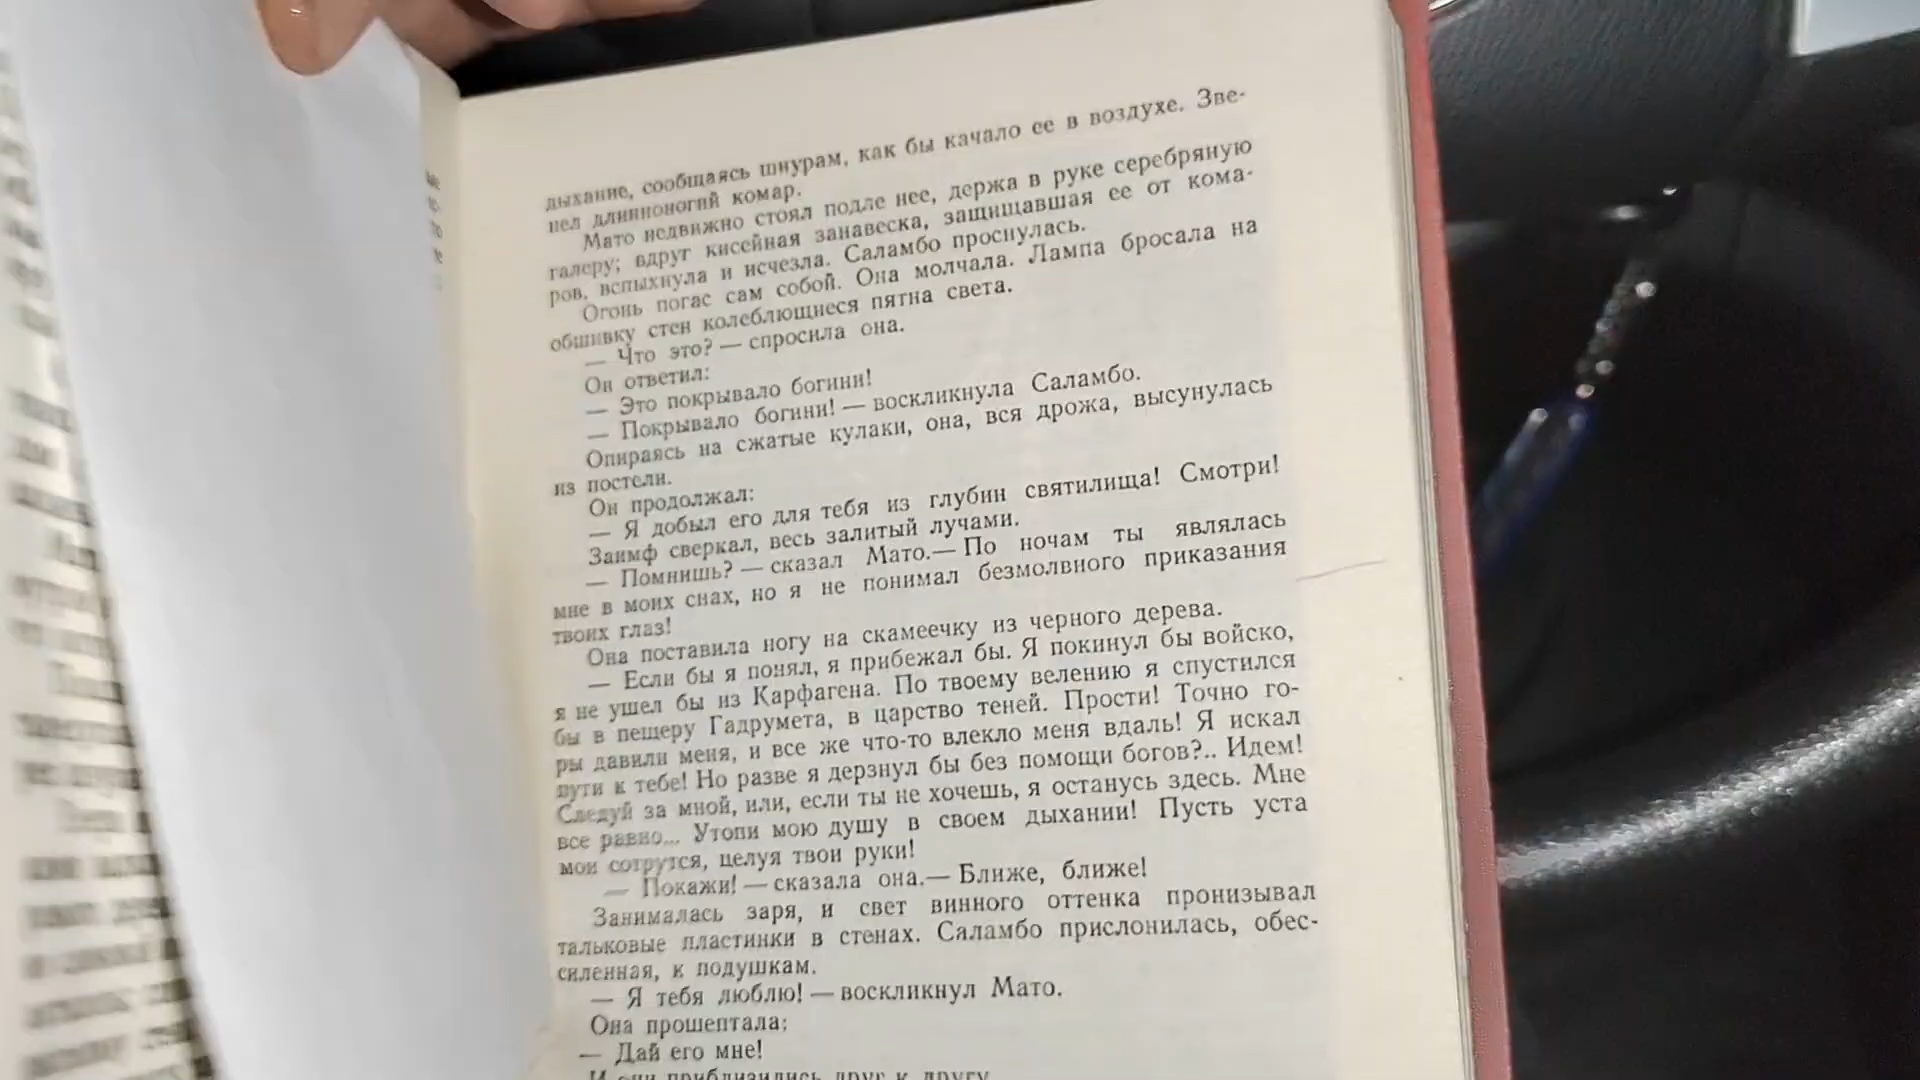 дыхание, сообщаясь шнурам, как бы качало ее в воздухе. Зве-
нел длинноногий комар.
Мато недвижно стоял подле нее, держа в руке серебряную
галеру; вдруг кисейная занавеска, защищавшая ее от кома-
ров, вспыхнула и исчезла. Саламбо проснулась.
Огонь погас сам собой. Она молчала. Лампа бросала на
обшивку стен колеблющиеся пятна света.
— Что это? — спросила она.
Он ответил:
— Это покрывало богини!
— Покрывало богини! — воскликнула Саламбо.
Опираясь на сжатые кулаки, она, вся дрожа, высунулась
из постели.
Он продолжал:
— Я добыл его для тебя из глубин святилища! Смотри!
Заимф сверкал, весь залитый лучами.
— Помнишь? — сказал Мато.— По ночам ты являлась
мне в моих снах, но я не понимал безмолвного приказания
твоих глаз!
Она поставила ногу на скамеечку из черного дерева.
— Если бы я понял, я прибежал бы. Я покинул бы войско,
я не ушел бы из Карфагена. По твоему велению я спустился
бы в пещеру Гадрумета, в царство теней. Прости! Точно го-
ры давили меня, и все же что-то влекло меня вдаль! Я искал
пути к тебе! Но разве я дерзнул бы без помощи богов?.. Идем!
Следуй за мной, или, если ты не хочешь, я останусь здесь. Мне
все равно... Утопи мою душу в своем дыхании! Пусть уста
мои сотрутся, целуя твои руки!
— Покажи! — сказала она.— Ближе, ближе!
Занималась заря, и свет винного оттенка пронизывал
тальковые пластинки в стенах. Саламбо прислонилась, обес-
силенная, к подушкам.
— Я тебя люблю! — воскликнул Мато.
Она прошептала:
— Дай его мне!
И они приблизились друг к другу